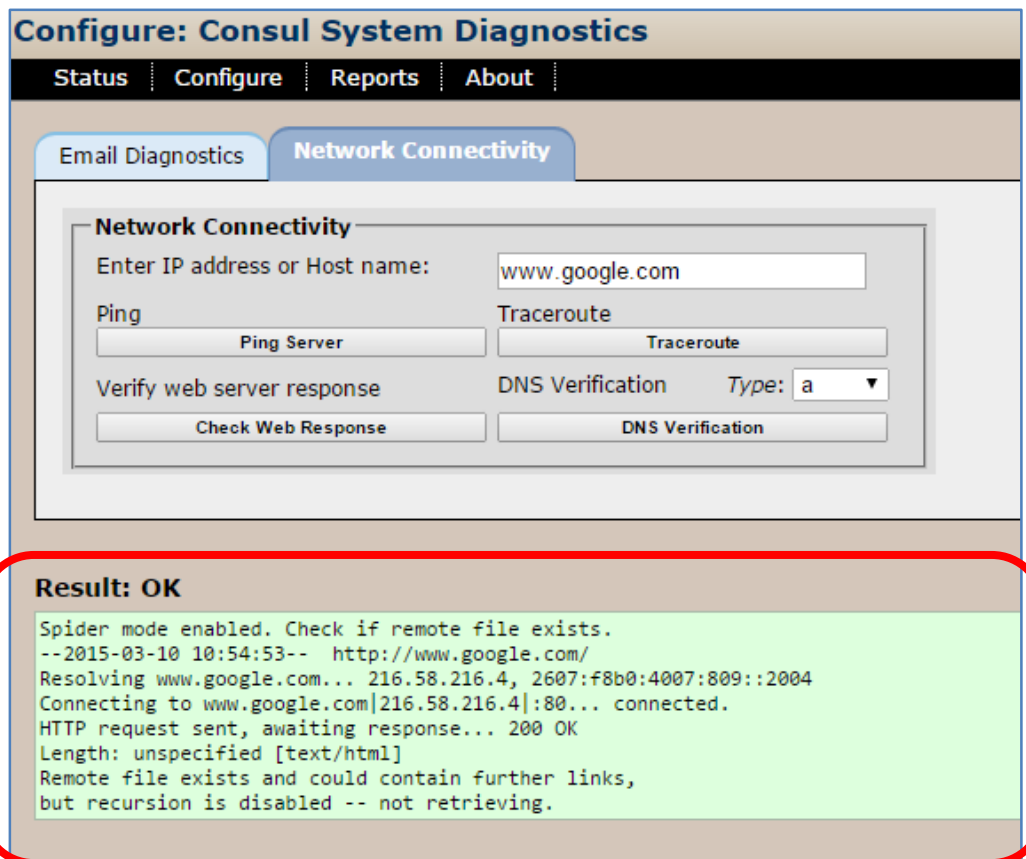 Configure: Consul System Diagnostics
Status Configure Reports About
Email Diagnostics Network Connectivity
Network Connectivity
Enter IP address or Host name: www.google.com
Ping Traceroute
Ping Server Traceroute
Verify web server response DNS Verification Type: a
Check Web Response DNS Verification
Result: OK
Spider mode enabled. Check if remote file exists.
--2015-03-10 10:54:53-- http://www.google.com/
Resolving www.google.com... 216.58.216.4, 2607:f8b0:4007:809::2004
Connecting to www.google.com|216.58.216.4|:80... connected.
HTTP request sent, awaiting response... 200 OK
Length: unspecified [text/html]
Remote file exists and could contain further links,
but recursion is disabled -- not retrieving.